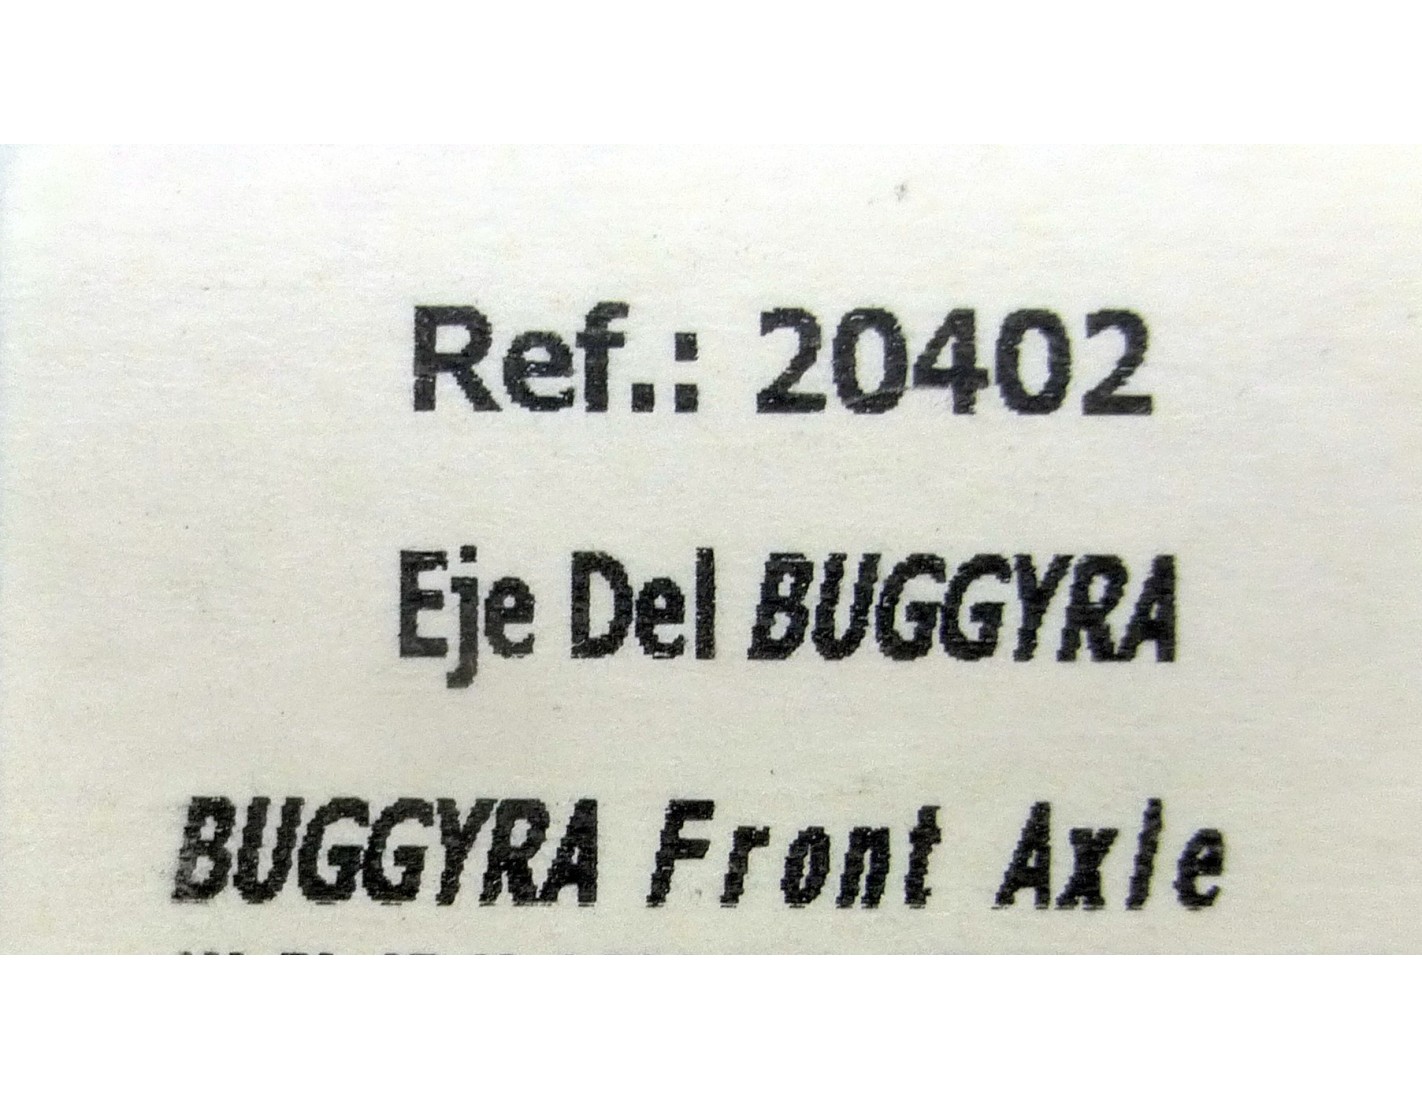 Ref.: 20402
Eje Del BUGGYRA
BUGGYRA Front Axle